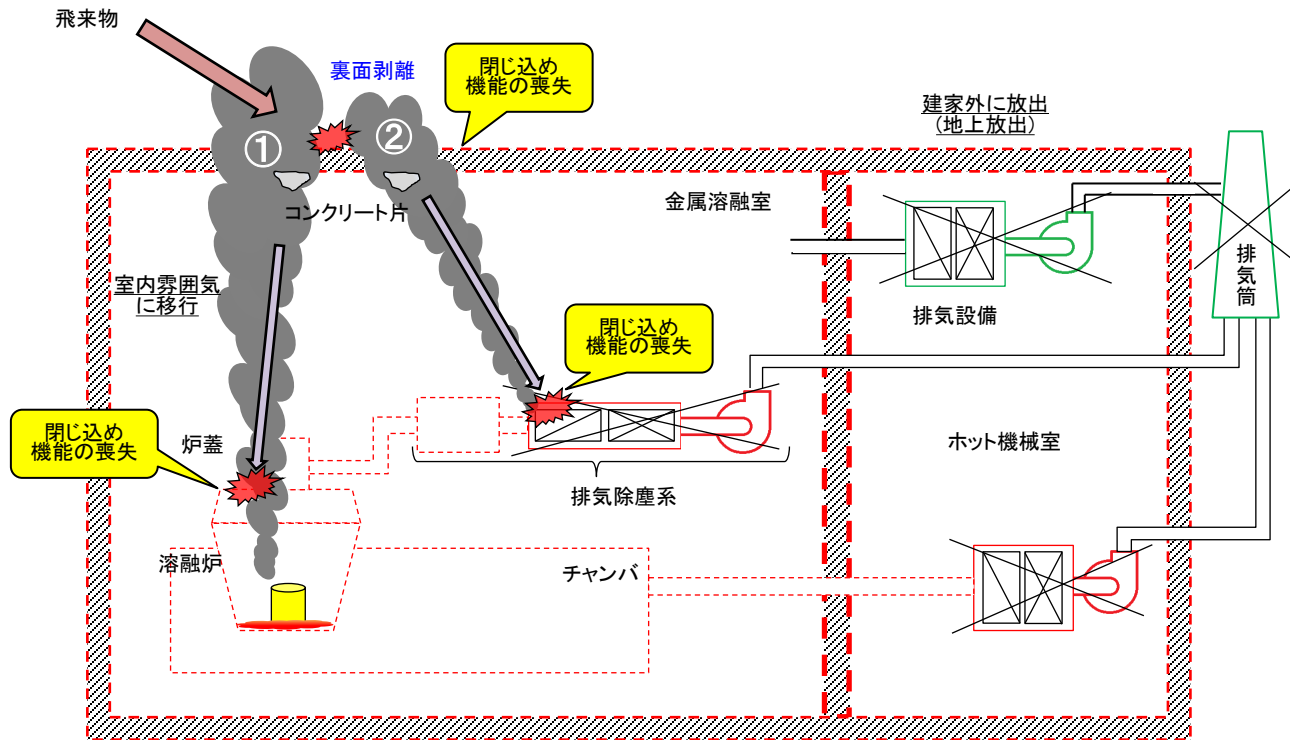 飛来物
裏面剥離
閉じ込め
機能の喪失
建家外に放出
(地上放出)
①
②
コンクリート片
金属溶融室
排気筒
室内雰囲気
に移行
排気設備
閉じ込め
機能の喪失
閉じ込め
機能の喪失
炉蓋
ホット機械室
排気除塵系
溶融炉
チャンバ